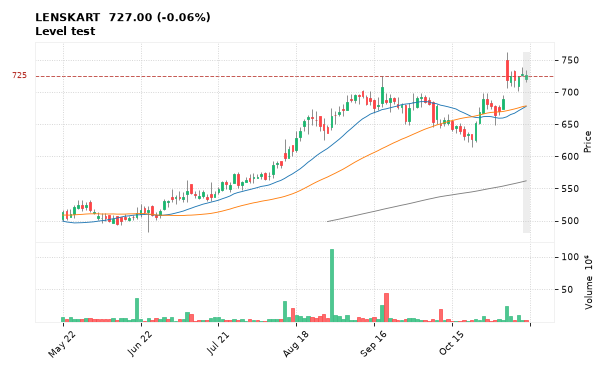 LENSKART  727.00 (-0.06%)
Level test
725
750
700
650
600
550
500
Price
100
50
Volume 10⁴
May 22
Jun 22
Jul 21
Aug 18
Sep 16
Oct 15